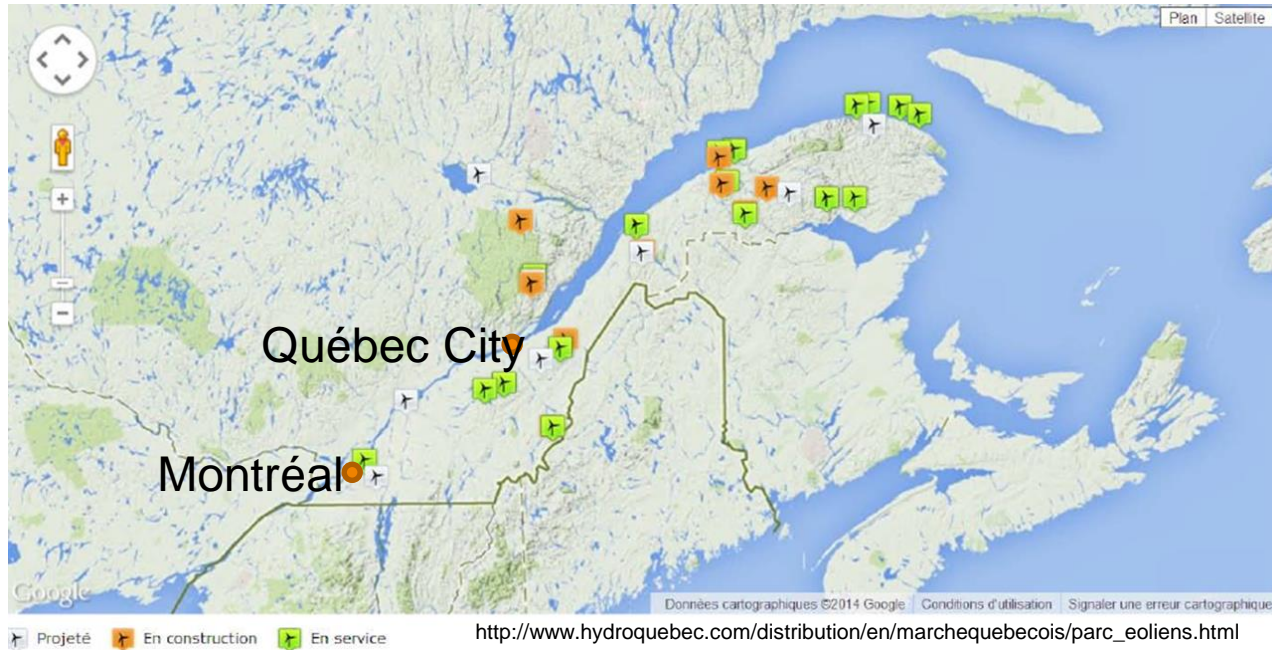 Plan Satellite
Québec City
Montréal
Google
Données cartographiques ©2014 Google Conditions d'utilisation Signaler une erreur cartographique
Projeté En construction En service
http://www.hydroquebec.com/distribution/en/marchequebecois/parc_eoliens.html